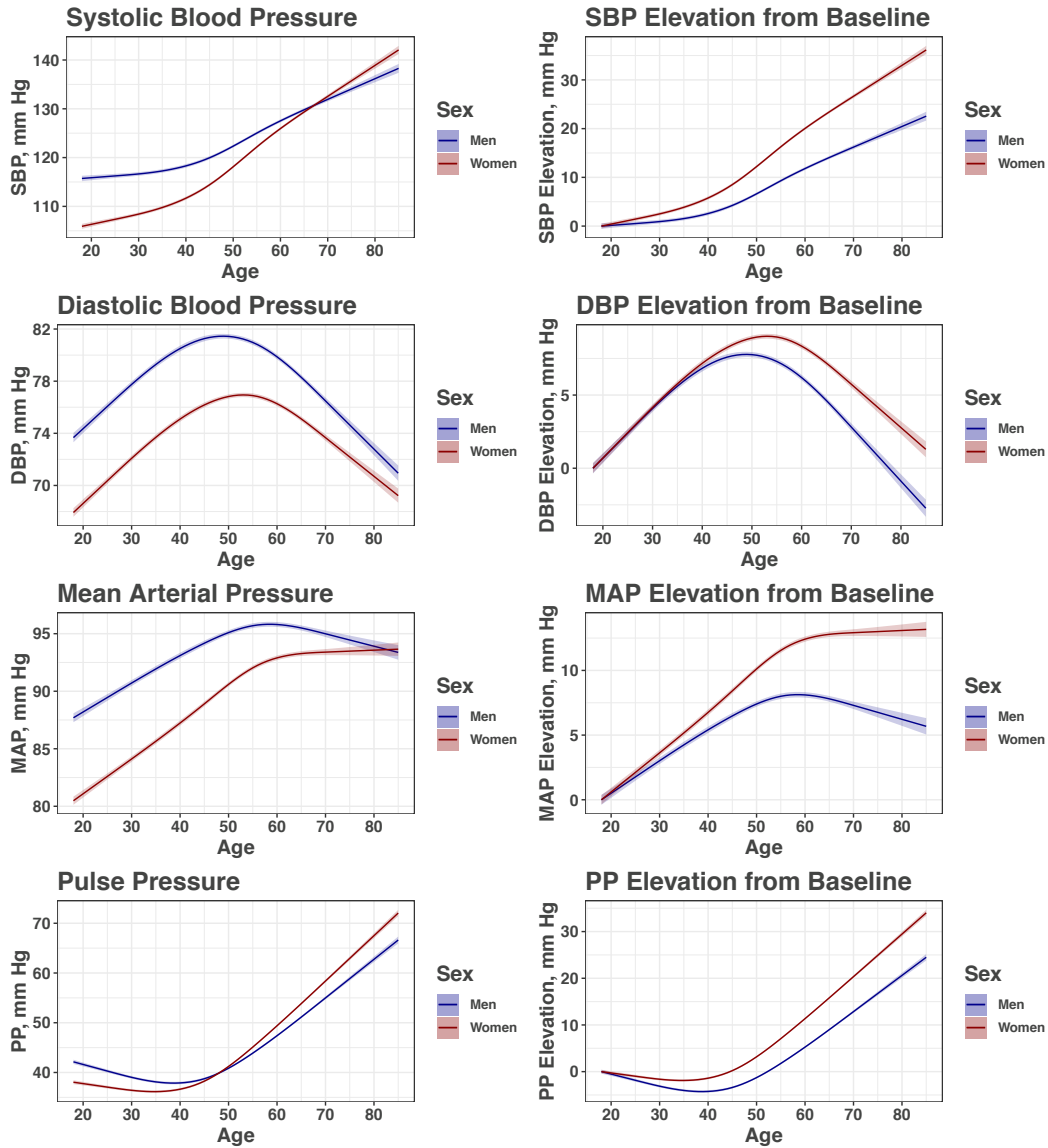 Systolic Blood Pressure
SBP, mm Hg
140
130
120
110
20 30 40 50 60 70 80
Age
Sex
Men
Women
SBP Elevation from Baseline
SBP Elevation, mm Hg
30
20
10
0
20 30 40 50 60 70 80
Age
Sex
Men
Women
Diastolic Blood Pressure
DBP, mm Hg
82
78
74
70
20 30 40 50 60 70 80
Age
Sex
Men
Women
DBP Elevation from Baseline
DBP Elevation, mm Hg
5
0
20 30 40 50 60 70 80
Age
Sex
Men
Women
Mean Arterial Pressure
MAP, mm Hg
95
90
85
80
20 30 40 50 60 70 80
Age
Sex
Men
Women
MAP Elevation from Baseline
MAP Elevation, mm Hg
10
5
0
20 30 40 50 60 70 80
Age
Sex
Men
Women
Pulse Pressure
PP, mm Hg
70
60
50
40
20 30 40 50 60 70 80
Age
Sex
Men
Women
PP Elevation from Baseline
PP Elevation, mm Hg
30
20
10
0
20 30 40 50 60 70 80
Age
Sex
Men
Women